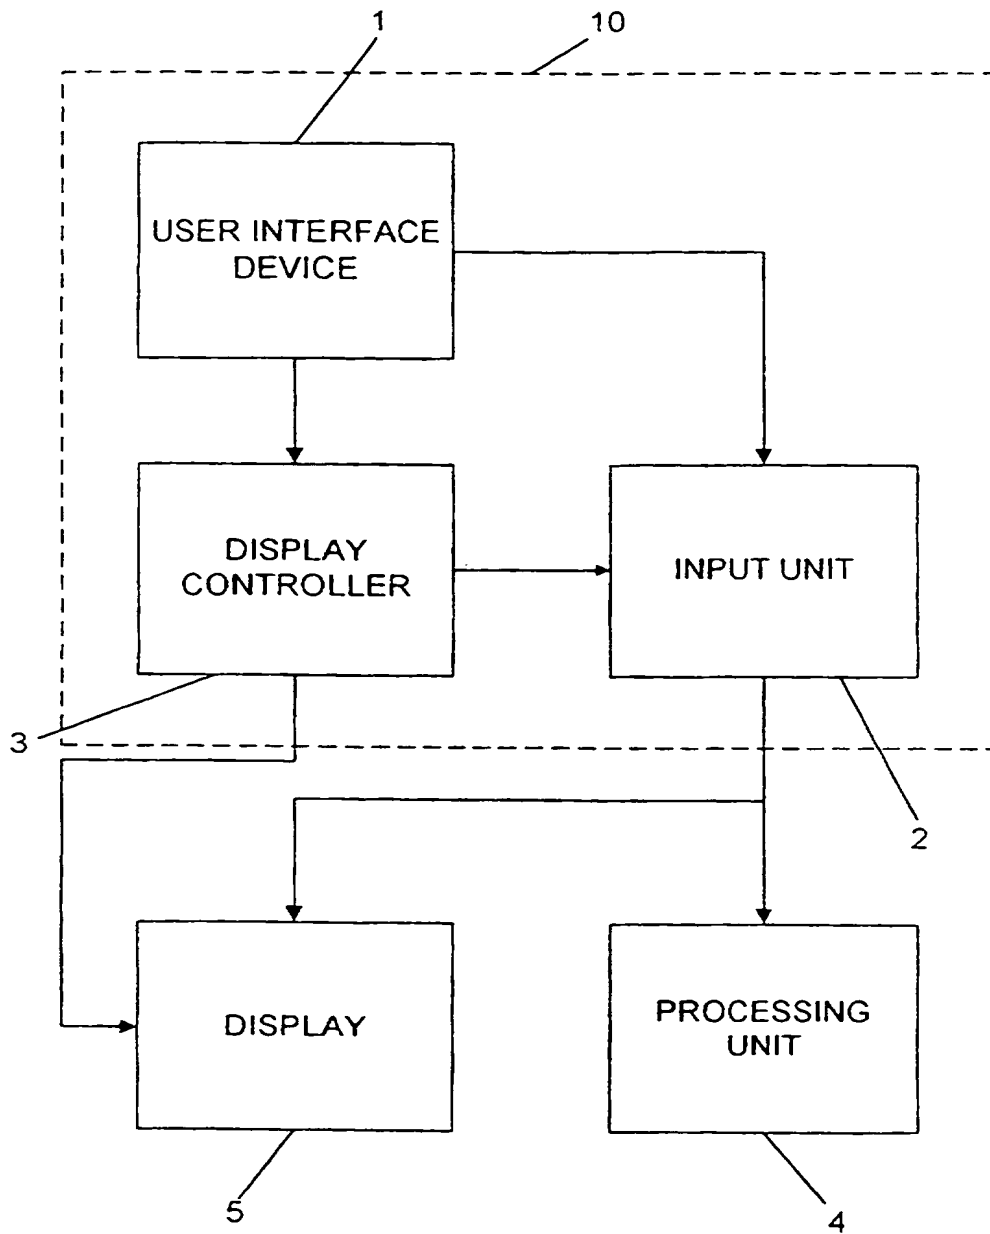 1
10
USER INTERFACE
DEVICE
DISPLAY
CONTROLLER
INPUT UNIT
3
2
DISPLAY
PROCESSING
UNIT
5
4